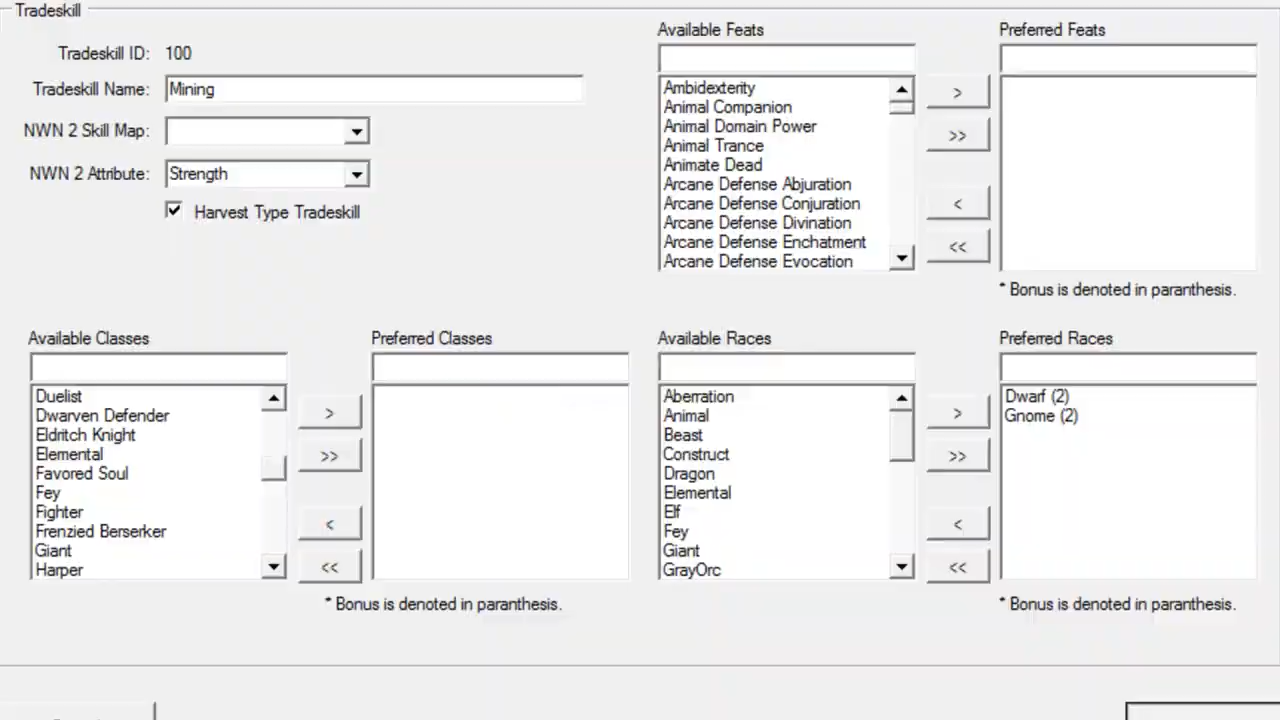 Tradeskill
Tradeskill ID: 100
Tradeskill Name: Mining
NWN 2 Skill Map:
NWN 2 Attribute: Strength
Harvest Type Tradeskill
Available Feats
Ambidexterity
Animal Companion
Animal Domain Power
Animal Trance
Animate Dead
Arcane Defense Abjuration
Arcane Defense Conjuration
Arcane Defense Divination
Arcane Defense Enchatment
Arcane Defense Evocation
>
>>
<
<<
Preferred Feats
* Bonus is denoted in paranthesis.
Available Classes
Duelist
Dwarven Defender
Eldritch Knight
Elemental
Favored Soul
Fey
Fighter
Frenzied Berserker
Giant
Harper
>
>>
<
<<
Preferred Classes
* Bonus is denoted in paranthesis.
Available Races
Aberration
Animal
Beast
Construct
Dragon
Elemental
Elf
Fey
Giant
GrayOrc
>
>>
<
<<
Preferred Races
Dwarf (2)
Gnome (2)
* Bonus is denoted in paranthesis.